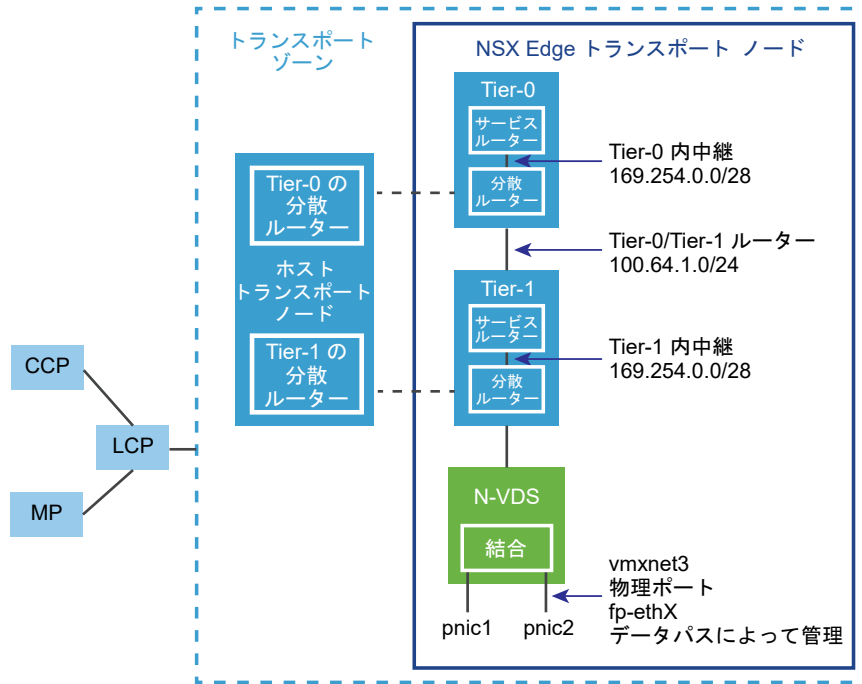 トランスポート
ゾーン
NSX Edge トランスポート ノード
Tier-0
サービス
ルーター
分散
ルーター
Tier-0 内中継
169.254.0.0/28
Tier-0 の
分散
ルーター
ホスト
トランスポート
ノード
Tier-1 の
分散
ルーター
Tier-0/Tier-1 ルーター
100.64.1.0/24
Tier-1
サービス
ルーター
分散
ルーター
Tier-1 内中継
169.254.0.0/28
CCP
LCP
MP
N-VDS
結合
pnic1
pnic2
vmxnet3
物理ポート
fp-ethX
データパスによって管理